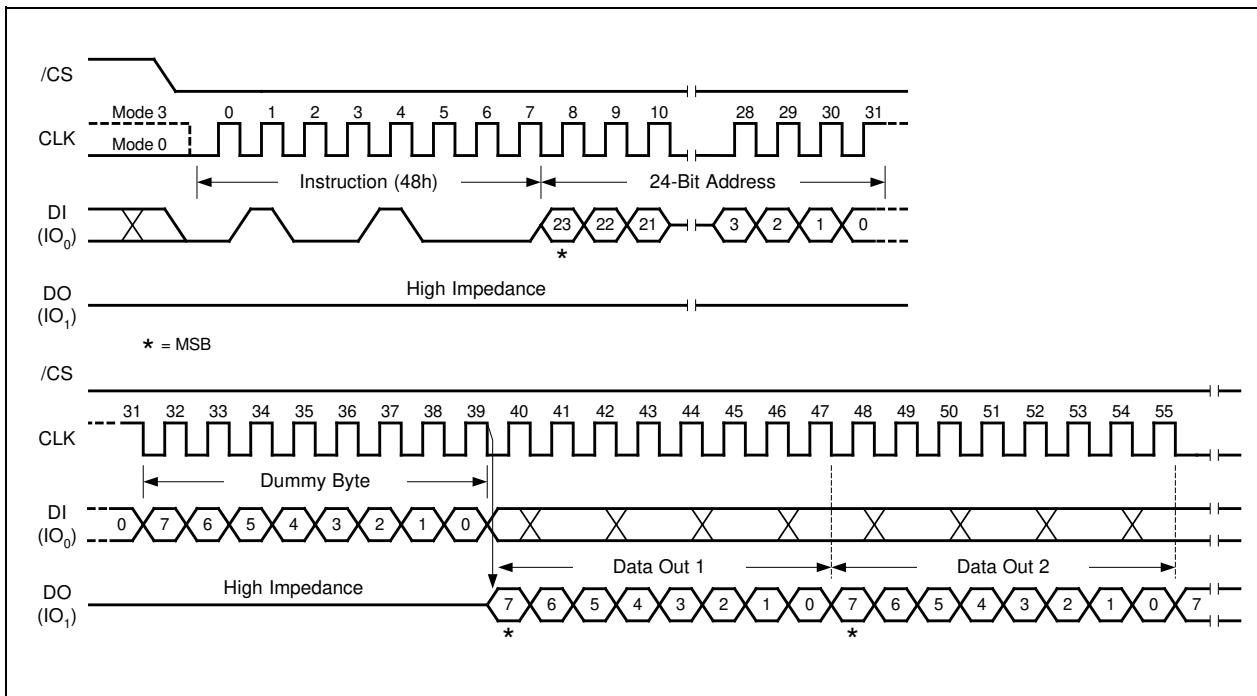 /CS
Mode 3 0 1 2 3 4 5 6 7 8 9 10 28 29 30 31
CLK
Mode 0
Instruction (48h) 24-Bit Address
DI
(IO0) 23 22 21 3 2 1 0
*
High Impedance
DO
(IO1)
* = MSB
/CS
31 32 33 34 35 36 37 38 39 40 41 42 43 44 45 46 47 48 49 50 51 52 53 54 55
CLK
Dummy Byte
DI
(IO0) 0 7 6 5 4 3 2 1 0
Data Out 1 Data Out 2
High Impedance
DO
(IO1) 7 6 5 4 3 2 1 0 7 6 5 4 3 2 1 0 7
* *